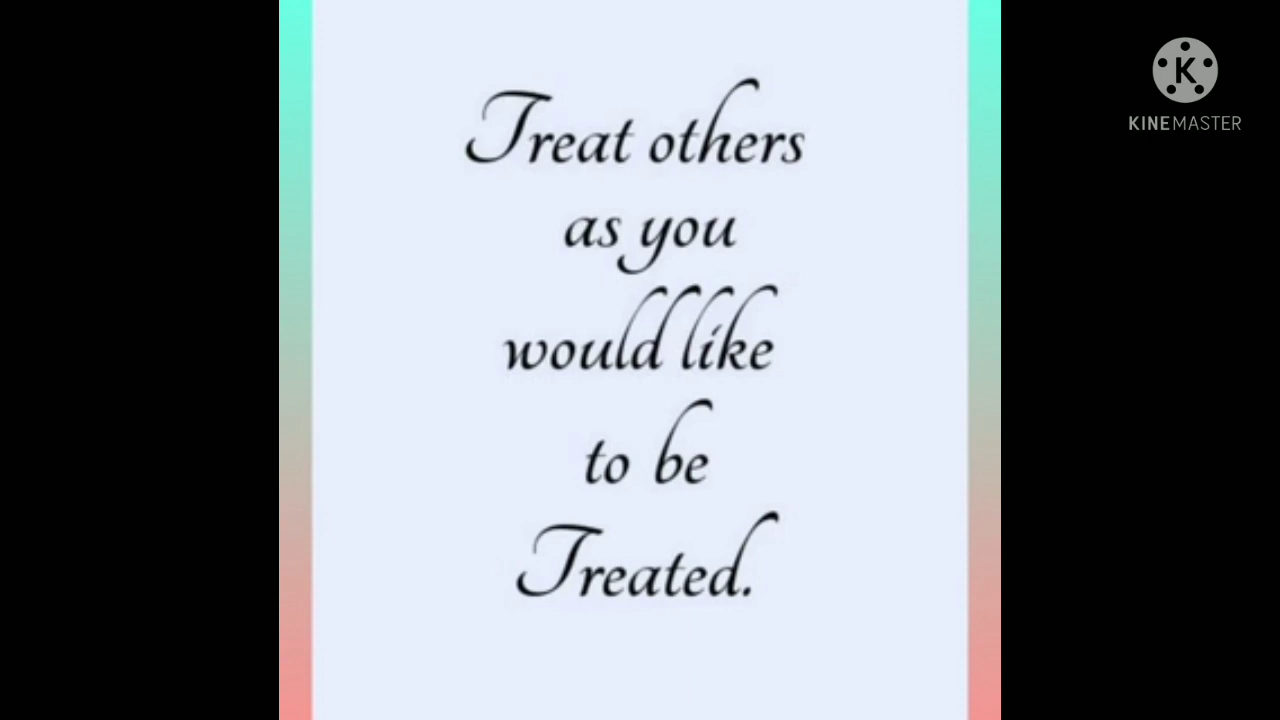 Treat others
as you
would like
to be
Treated.
K
KINEMASTER